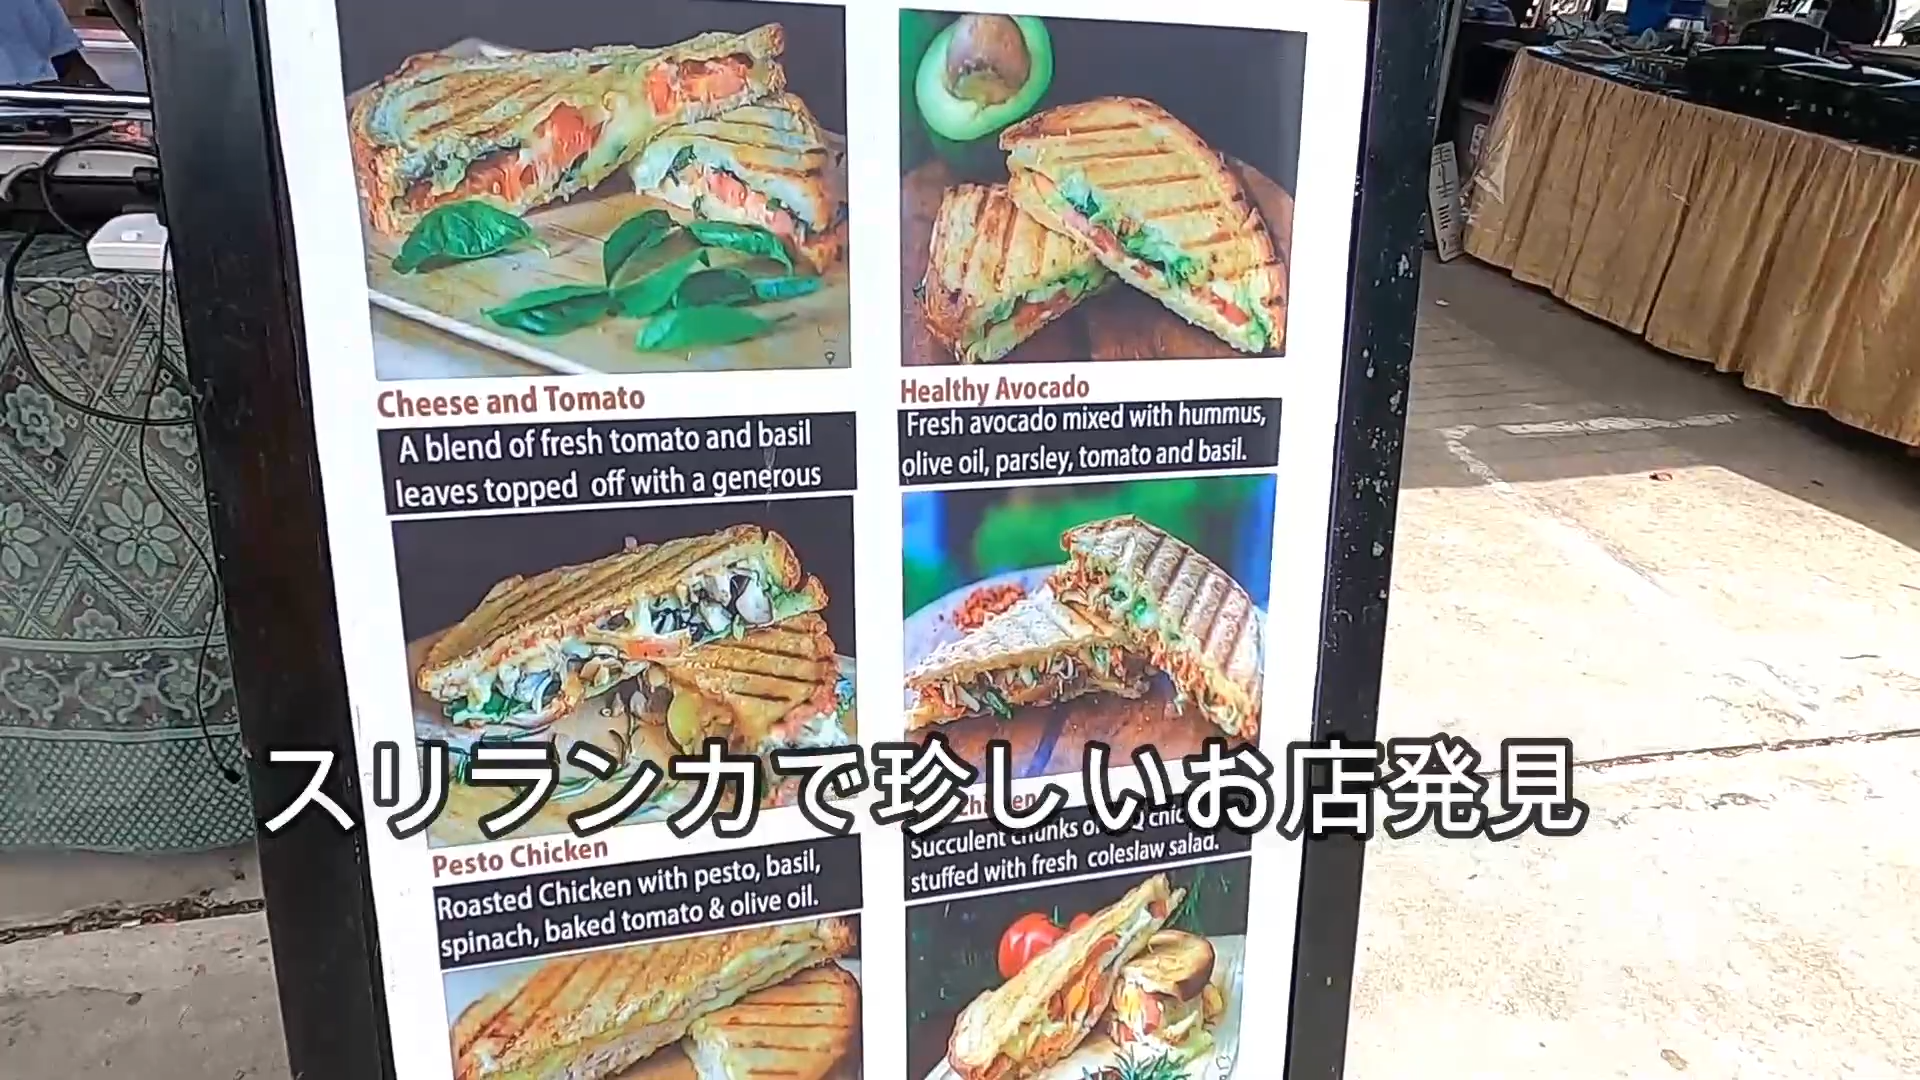 Cheese and Tomato
A blend of fresh tomato and basil
leaves topped off with a generous
Healthy Avocado
Fresh avocado mixed with hummus,
olive oil, parsley, tomato and basil.
Pesto Chicken
Roasted Chicken with pesto, basil,
spinach, baked tomato & olive oil.
Chicken
Succulent chunks of
stuffed with fresh coleslaw salad.
スリランカで珍しいお店発見